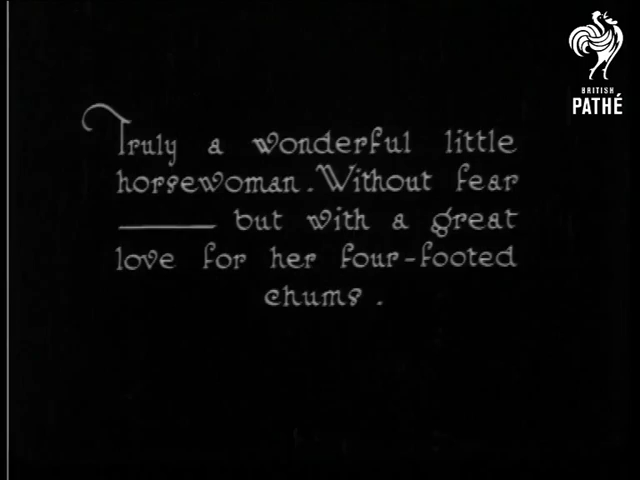 BRITISH
PATHÉ
Truly a wonderful little
horsewoman. Without fear
—— but with a great
love for her four-footed
chums.